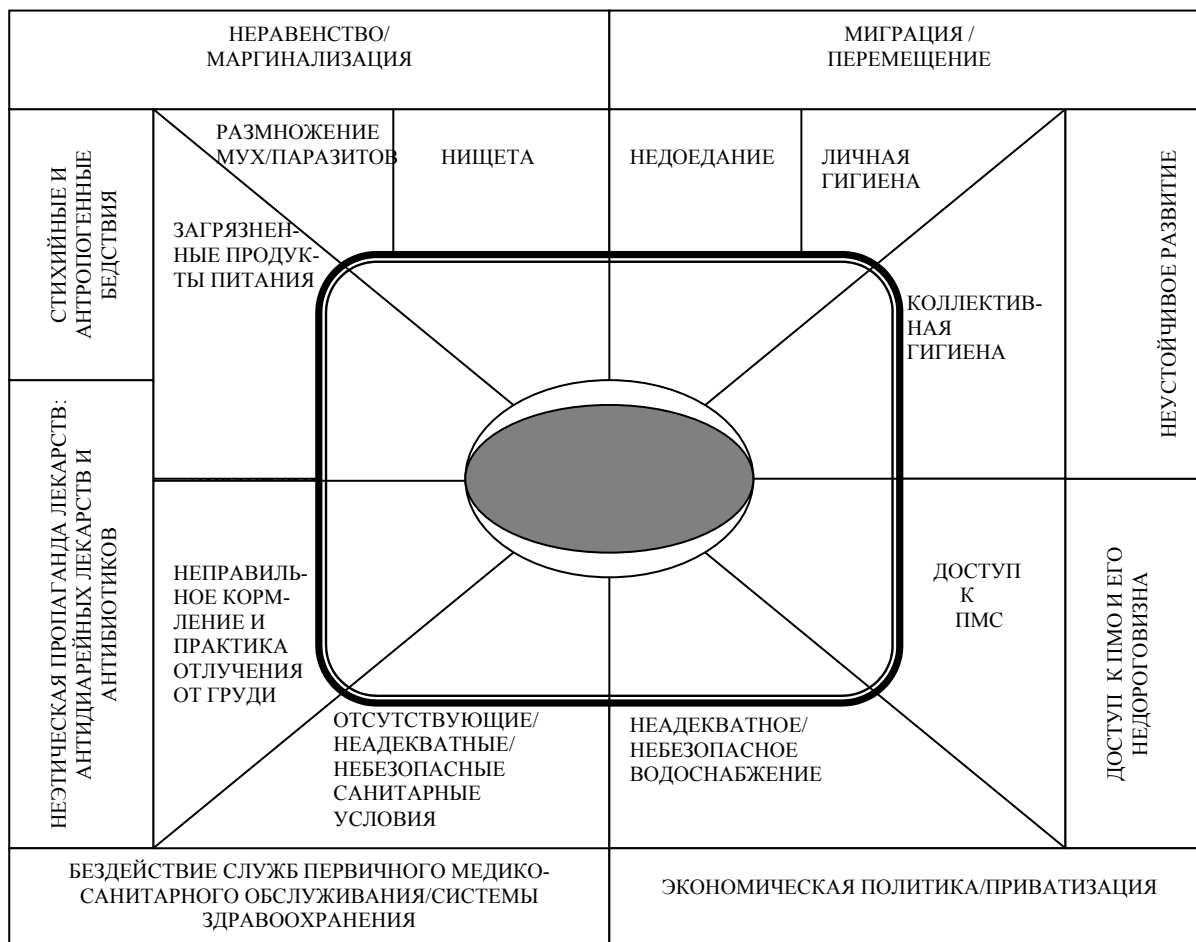 НЕРАВЕНСТВО/
МАРГИНАЛИЗАЦИЯ
МИГРАЦИЯ /
ПЕРЕМЕЩЕНИЕ
СТИХИЙНЫЕ И
АНТРОПОГЕННЫЕ
БЕДСТВИЯ
РАЗМНОЖЕНИЕ
МУХ/ПАРАЗИТОВ
НИЩЕТА
НЕДОЕДАНИЕ
ЛИЧНАЯ
ГИГИЕНА
НЕУСТОЙЧИВОЕ РАЗВИТИЕ
ЗАГРЯЗНЕН-
НЫЕ ПРОДУК-
ТЫ ПИТАНИЯ
КОЛЛЕКТИВ-
НАЯ
ГИГИЕНА
НЕЭТИЧЕСКАЯ ПРОПАГАНДА ЛЕКАРСТВ:
АНТИДИАРЕЙНЫХ ЛЕКАРСТВ И
АНТИБИОТИКОВ
НЕПРАВИЛЬ-
НОЕ КОРМ-
ЛЕНИЕ И
ПРАКТИКА
ОТЛУЧЕНИЯ
ОТ ГРУДИ
ДОСТУП
К
ПМС
ДОСТУП К ПМО И ЕГО
НЕДОРОГОВИЗНА
ОТСУТСТВУЮЩИЕ/
НЕАДЕКВАТНЫЕ/
НЕБЕЗОПАСНЫЕ
САНИТАРНЫЕ
УСЛОВИЯ
НЕАДЕКВАТНОЕ/
НЕБЕЗОПАСНОЕ
ВОДОСНАБЖЕНИЕ
БЕЗДЕЙСТВИЕ СЛУЖБ ПЕРВИЧНОГО МЕДИКО-
САНИТАРНОГО ОБСЛУЖИВАНИЯ/СИСТЕМЫ
ЗДРАВООХРАНЕНИЯ
ЭКОНОМИЧЕСКАЯ ПОЛИТИКА/ПРИВАТИЗАЦИЯ